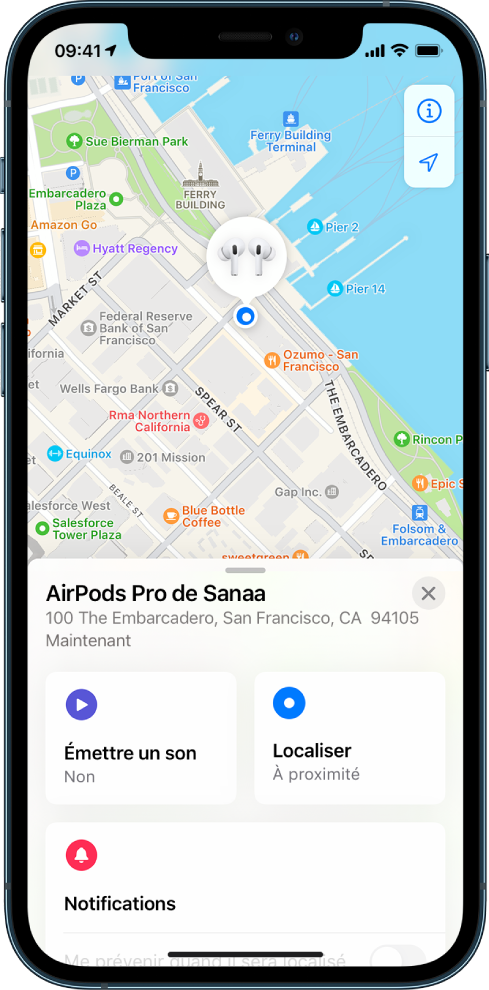 09:41
Port of San
Francisco
P
Sue Bierman Park
Ferry Building
Terminal
P
Embarcadero
Plaza
FERRY
BUILDING
Amazon Go
Pier 2
Hyatt Regency
Pier 14
MARKET ST
Federal Reserve
Bank of San
Francisco
ifornia
et
Ozumo - San
Francisco
Wells Fargo Bank
SPEAR ST
THE EMBARCADERO
Rma Northern
California
Rincon P
Equinox
201 Mission
et
Epic S
Gap Inc.
BEALE ST
alesforce West
Blue Bottle
Coffee
Salesforce
Tower Plaza
Folsom &
Embarcadero
sweetgreen
SP
AirPods Pro de Sanaa
100 The Embarcadero, San Francisco, CA 94105
Maintenant
Émettre un son
Non
Localiser
À proximité
Notifications
Me prévenir quand il sera localisé